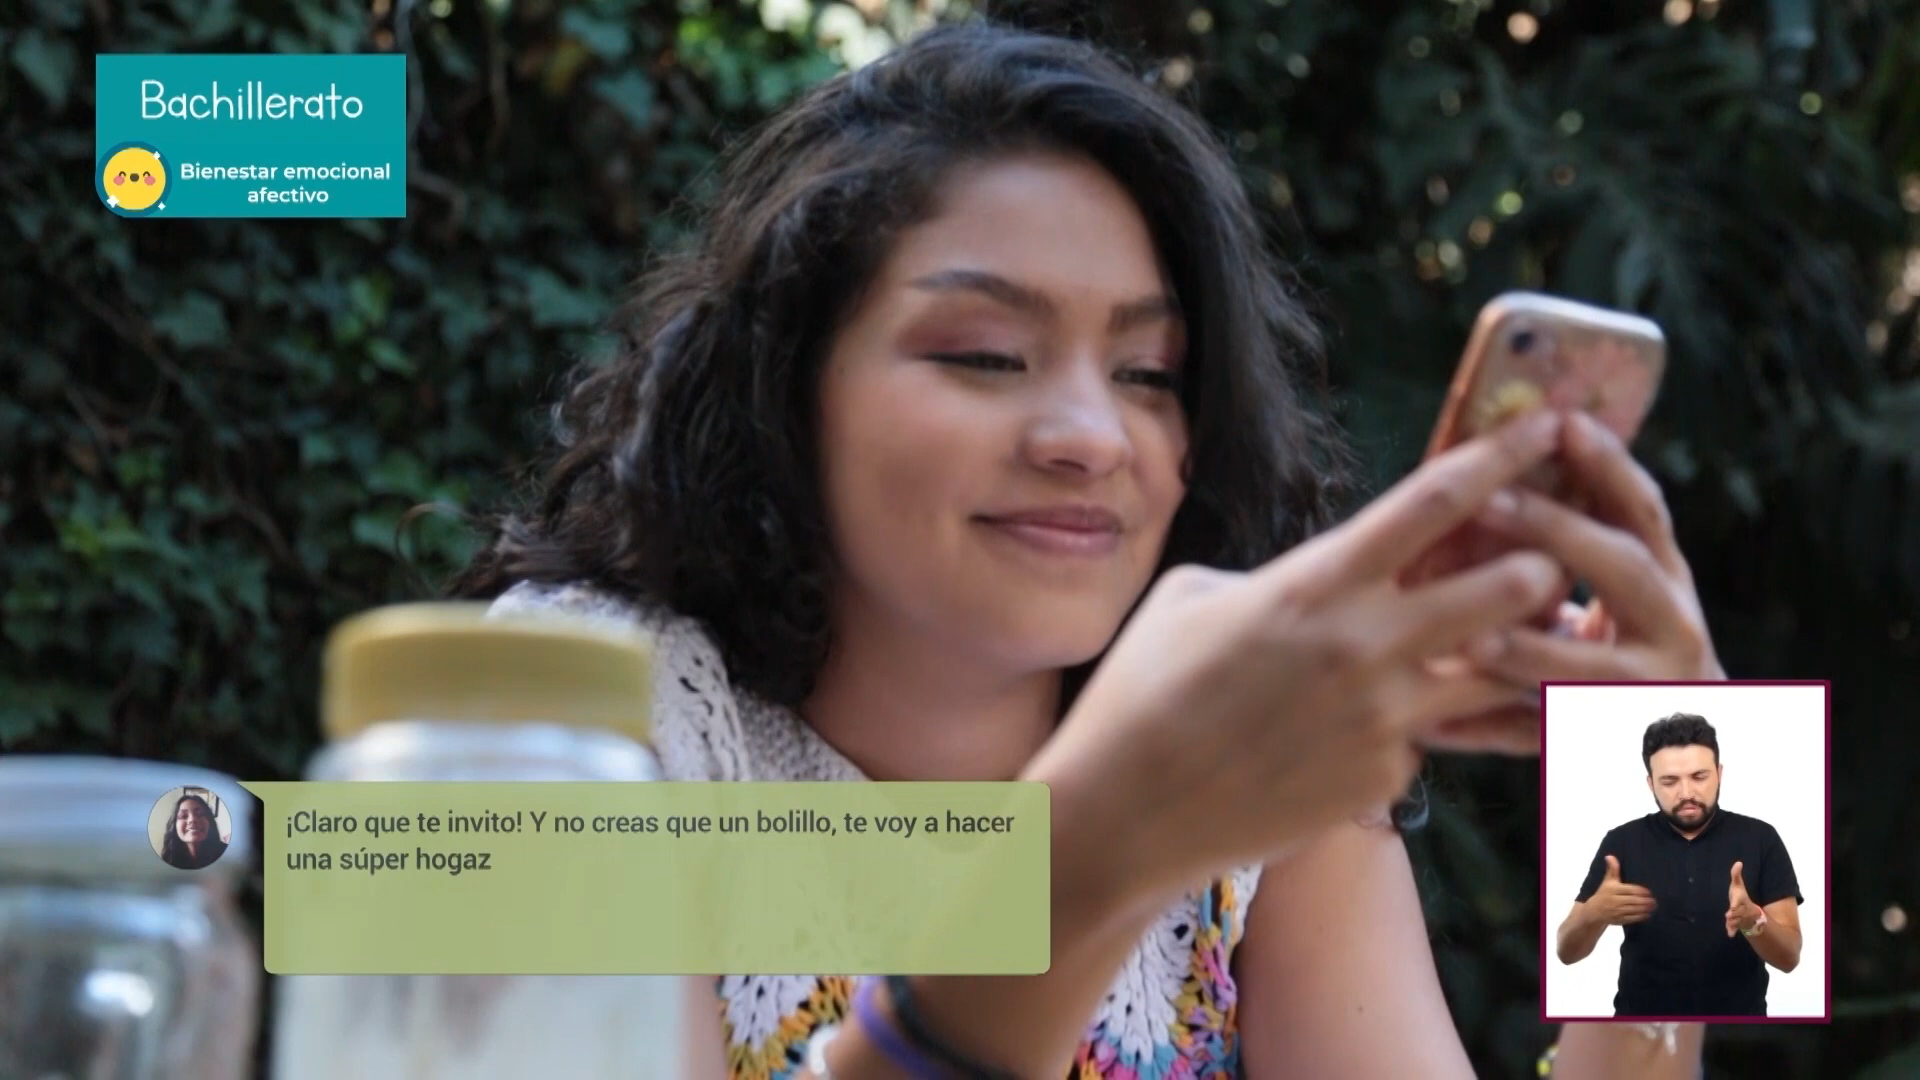 Bachillerato
Bienestar emocional
afectivo
¡Claro que te invito! Y no creas que un bolillo, te voy a hacer
una súper hogaz